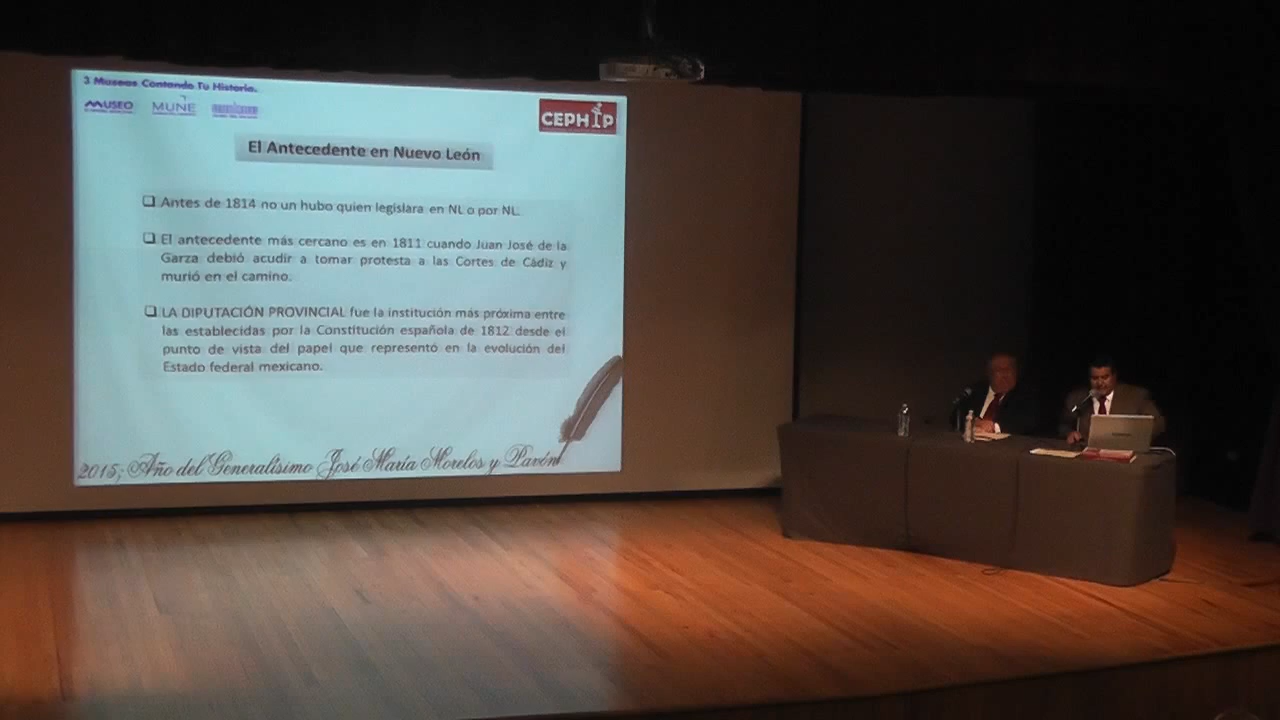 3 Museos Contando Tu Historia.
MUSEO
MUNE
CEPHIP
El Antecedente en Nuevo León
Antes de 1814 no un hubo quien legislara en NL o por NL.
El antecedente más cercano es en 1811 cuando Juan José de la
Garza debió acudir a tomar protesta a las Cortes de Cádiz y
murió en el camino.
LA DIPUTACIÓN PROVINCIAL fue la institución más próxima entre
las establecidas por la Constitución española de 1812 desde el
punto de vista del papel que representó en la evolución del
Estado federal mexicano.
2015; Año del Generalísimo José María Morelos y Pavón